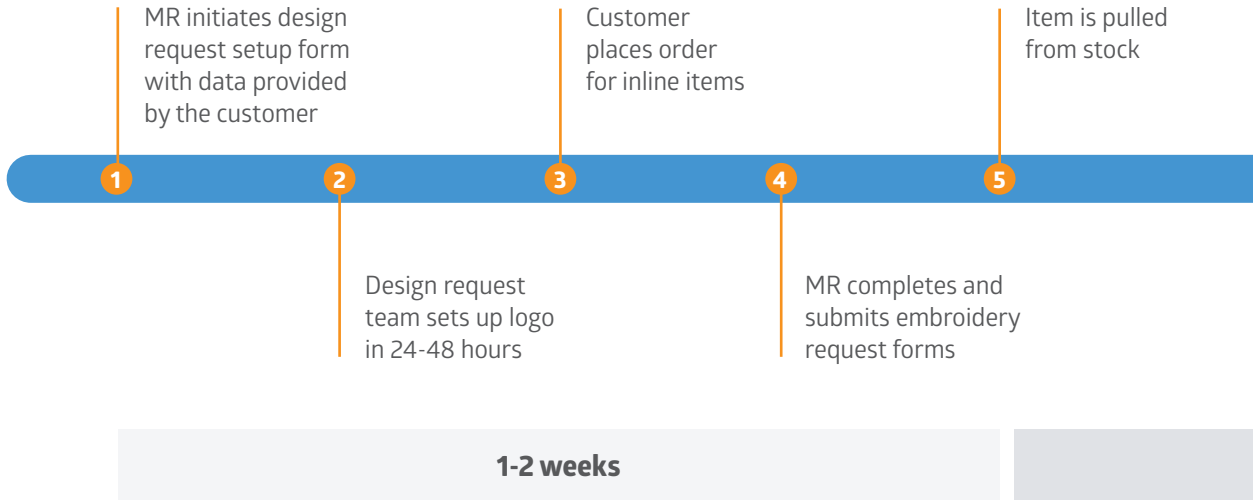 MR initiates design
request setup form
with data provided
by the customer
Customer
places order
for inline items
Item is pulled
from stock
1
2
3
4
5
Design request
team sets up logo
in 24-48 hours
MR completes and
submits embroidery
request forms
1-2 weeks